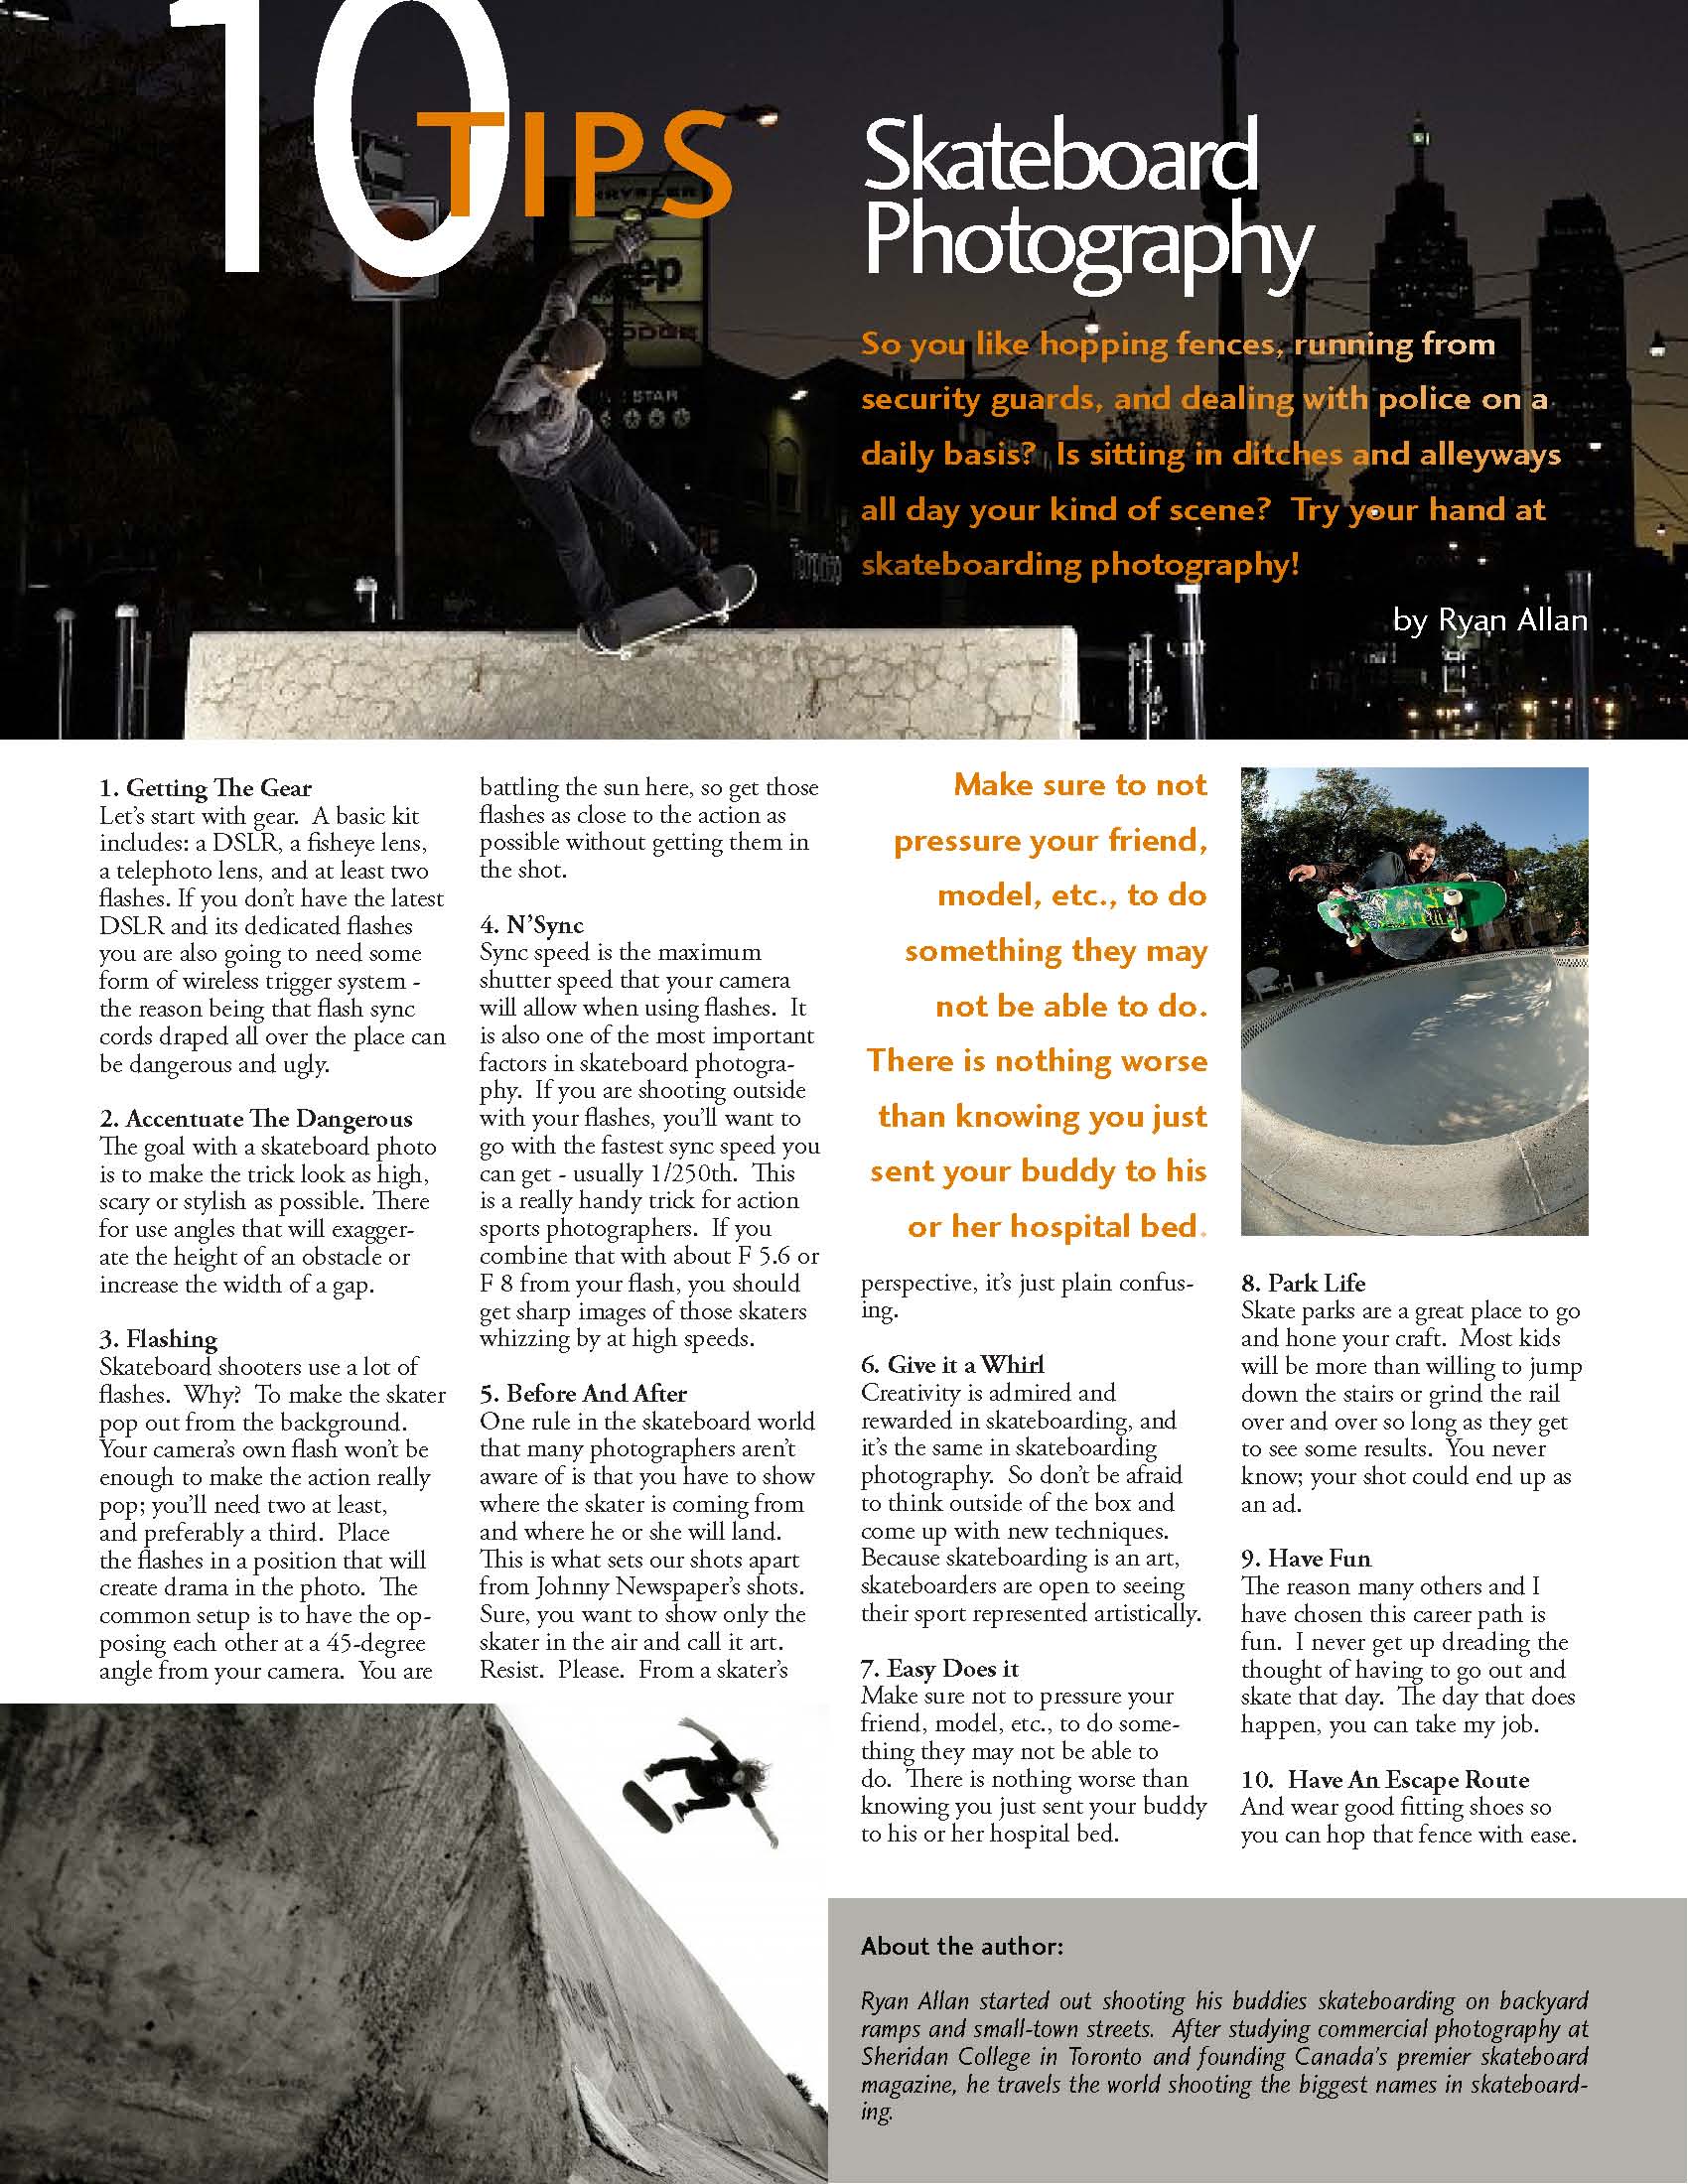 10
TIPS
Skateboard
Photography
So you like hopping fences, running from
security guards, and dealing with police on a
daily basis?  Is sitting in ditches and alleyways
all day your kind of scene?  Try your hand at
skateboarding photography!
by Ryan Allan
CHRYSLER
eep
DODGE
STAR
1. Getting The Gear
Let's start with gear.  A basic kit
includes: a DSLR, a fisheye lens,
a telephoto lens, and at least two
flashes. If you don't have the latest
DSLR and its dedicated flashes
you are also going to need some
form of wireless trigger system -
the reason being that flash sync
cords draped all over the place can
be dangerous and ugly.
2. Accentuate The Dangerous
The goal with a skateboard photo
is to make the trick look as high,
scary or stylish as possible. There
for use angles that will exagger-
ate the height of an obstacle or
increase the width of a gap.
3. Flashing
Skateboard shooters use a lot of
flashes.  Why?  To make the skater
pop out from the background.
Your camera's own flash won't be
enough to make the action really
pop; you'll need two at least,
and preferably a third.  Place
the flashes in a position that will
create drama in the photo.  The
common setup is to have the op-
posing each other at a 45-degree
angle from your camera.  You are
battling the sun here, so get those
flashes as close to the action as
possible without getting them in
the shot.
4. N'Sync
Sync speed is the maximum
shutter speed that your camera
will allow when using flashes.  It
is also one of the most important
factors in skateboard photogra-
phy.  If you are shooting outside
with your flashes, you'll want to
go with the fastest sync speed you
can get - usually 1/250th.  This
is a really handy trick for action
sports photographers.  If you
combine that with about F 5.6 or
F 8 from your flash, you should
get sharp images of those skaters
whizzing by at high speeds.
5. Before And After
One rule in the skateboard world
that many photographers aren't
aware of is that you have to show
where the skater is coming from
and where he or she will land.
This is what sets our shots apart
from Johnny Newspaper's shots.
Sure, you want to show only the
skater in the air and call it art.
Resist.  Please.  From a skater's
Make sure to not
pressure your friend,
model, etc., to do
something they may
not be able to do.
There is nothing worse
than knowing you just
sent your buddy to his
or her hospital bed.
perspective, it's just plain confus-
ing.
6. Give it a Whirl
Creativity is admired and
rewarded in skateboarding, and
it's the same in skateboarding
photography.  So don't be afraid
to think outside of the box and
come up with new techniques.
Because skateboarding is an art,
skateboarders are open to seeing
their sport represented artistically.
7. Easy Does it
Make sure not to pressure your
friend, model, etc., to do some-
thing they may not be able to
do.  There is nothing worse than
knowing you just sent your buddy
to his or her hospital bed.
8. Park Life
Skate parks are a great place to go
and hone your craft.  Most kids
will be more than willing to jump
down the stairs or grind the rail
over and over so long as they get
to see some results.  You never
know; your shot could end up as
an ad.
9. Have Fun
The reason many others and I
have chosen this career path is
fun.  I never get up dreading the
thought of having to go out and
skate that day.  The day that does
happen, you can take my job.
10.  Have An Escape Route
And wear good fitting shoes so
you can hop that fence with ease.
About the author:
Ryan Allan started out shooting his buddies skateboarding on backyard
ramps and small-town streets.  After studying commercial photography at
Sheridan College in Toronto and founding Canada's premier skateboard
magazine, he travels the world shooting the biggest names in skateboard-
ing.